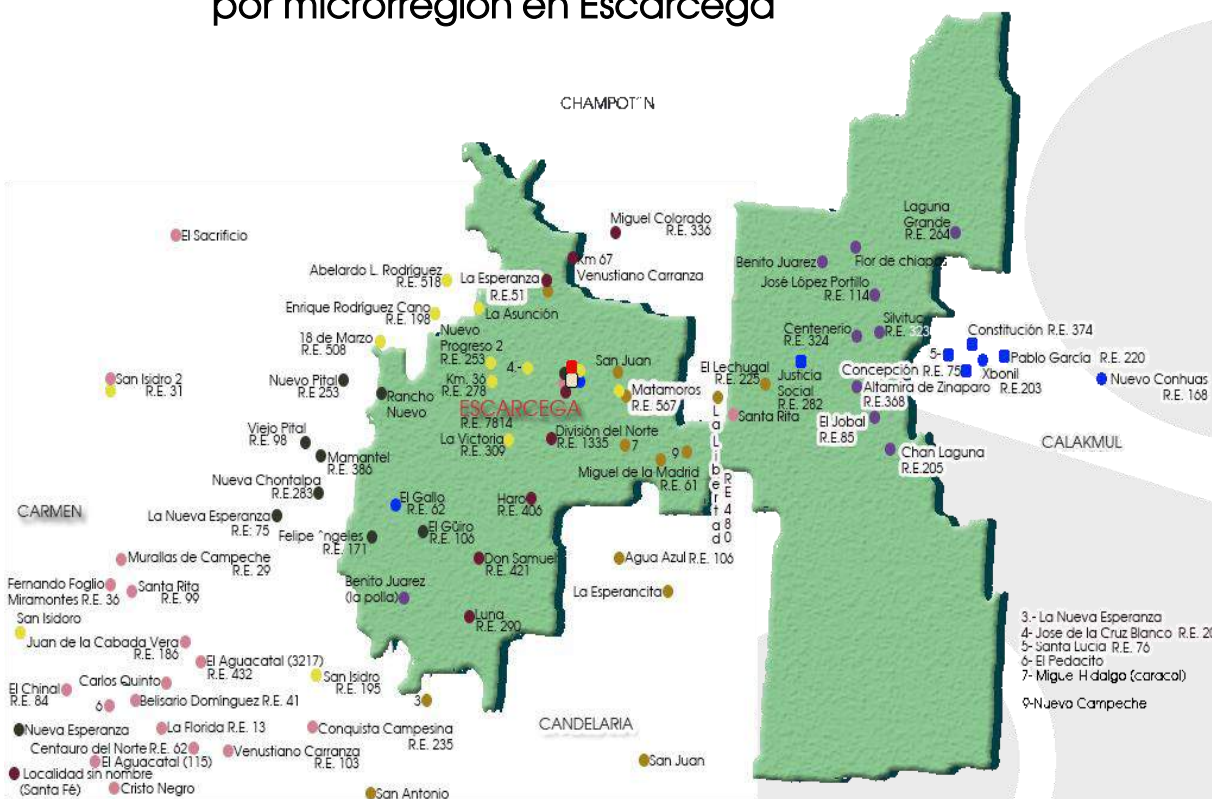 por microrregión en Escarcega
CHAMPOT´´N
Laguna
Grande
R.E. 264
Miguel Colorado
R.E. 336
El Sacrificio
Km 67
Venustiano Carranza
Benito Juarez
Flor de chiapas
Abelardo L. Rodríguez
R.E. 518
La Esperanza
R.E.51
José López Portillo
R.E. 114
Enrique Rodríguez Cano
R.E. 198
La Asunción
Silvituc
R.E. 323
Centenerio
R.E. 324
Constitución R.E. 374
18 de Marzo
R.E. 508
Nuevo
Progreso 2
R.E. 253
4-
San Juan
5-
Pablo García R.E. 220
El Lechugal
R.E. 225
Justicia
Social
R.E. 282
Concepción R.E. 75
Xbonil
R.E.203
San Isidro 2
R.E. 31
Nuevo Pital
R.E 253
Km. 36
R.E. 278
Matamoros
R.E. 567
Altamira de Zinaparo
R.E.368
Nuevo Conhuas
R.E. 168
Rancho
Nuevo
ESCARCEGA
R.E. 7814
La Libertad
R E 4 8 0
Santa Rita
El Jobal
R.E.85
Viejo Pital
R.E. 98
La Victoria
R.E. 309
División del Norte
R.E. 1335
7
9
CALAKMUL
Mamantel
R.E. 386
Miguel de la Madrid
R.E. 61
Chan Laguna
R.E.205
Nueva Chontalpa
R.E.283
El Gallo
R.E. 62
Haro
R.E. 406
CARMEN
La Nueva Esperanza
R.E: 75
Felipe ^ngeles
R.E. 171
El Güiro
R.E. 106
Murallas de Campeche
R.E. 29
Don Samuel
R.E. 421
Agua Azul R.E. 106
Fernando Foglio
Miramontes R.E. 36
Santa Rita
R.E. 99
Benito Juarez
(la polla)
La Esperancita
San Isidoro
Luna
R.E. 290
Juan de la Cabada Vera
R.E. 186
3.- La Nueva Esperanza
4- Jose de la Cruz Blanco R.E. 20
5- Santa Lucia R.E. 76
6- El Pedacito
7- Migue H dalgo (caracol)
9-Nuevo Campeche
El Aguacatal (3217)
R.E. 432
San Isidro
R.E. 195
El Chinal
R.E. 84
Carlos Quinto
6
Belisario Domínguez R.E. 41
3
Nueva Esperanza
La Florida R.E. 13
Conquista Campesina
R.E. 235
CANDELARIA
Centauro del Norte R.E. 62
Venustiano Carranza
R.E. 103
El Aguacatal (115)
San Juan
Localidad sin nombre
(Santa Fé)
Cristo Negro
San Antonio